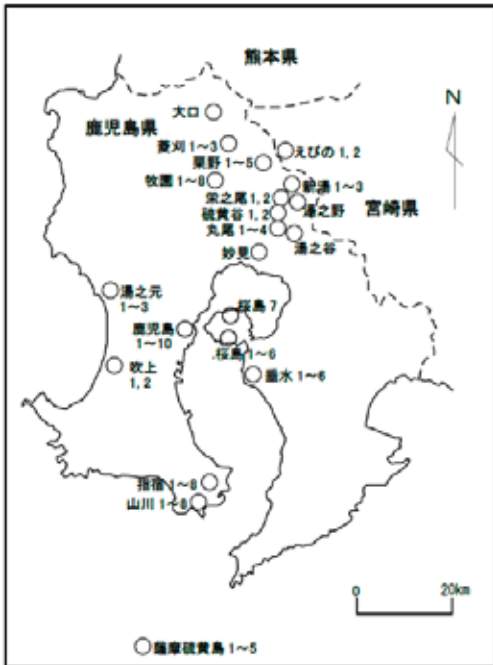 熊本県
N
大口
鹿児島県
菱刈 1～3
えびの 1, 2
栗野 1～5
牧園 1～8
新湯 1～3
栄之尾 1, 2
湯之野
宮崎県
硫黄谷 1, 2
丸尾 1～4
湯之谷
妙見
湯之元
1～3
桜島 7
鹿児島
1～10
桜島 1～6
吹上
1, 2
垂水 1～6
指宿 1～8
山川 1～8
0
20km
薩摩硫黄島 1～5